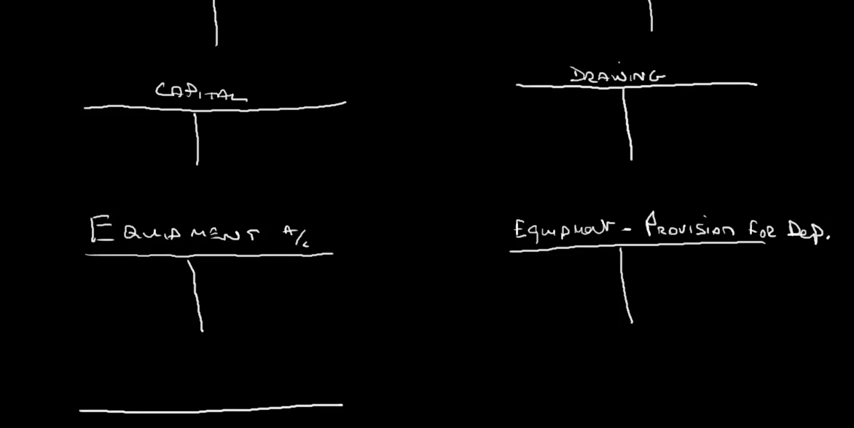 CAPITAL
DRAWING
EQUIPMENT A/c
EQUIPMENT - PROVISION FOR DEP.